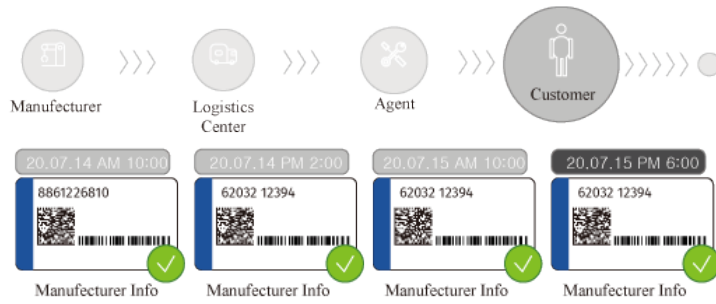 Manufecturer
Logistics
Center
Agent
Customer
20.07.14 AM 10:00
20.07.14 PM 2:00
20.07.15 AM 10:00
20.07.15 PM 6:00
8861226810
62032 12394
62032 12394
62032 12394
Manufacturer Info
Manufacturer Info
Manufacturer Info
Manufacturer Info